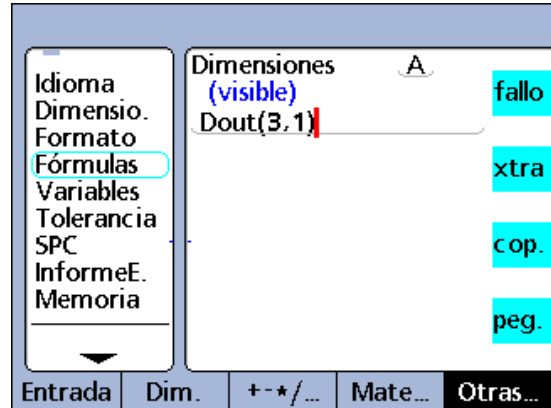 Idioma
Dimensio.
Formato
Fórmulas
Variables
Tolerancia
SPC
InformeE.
Memoria
Dimensiones A
(visible)
Dout(3,1)
fallo
xtra
cop.
peg.
Entrada Dim. +-*/... Mate... Otras...